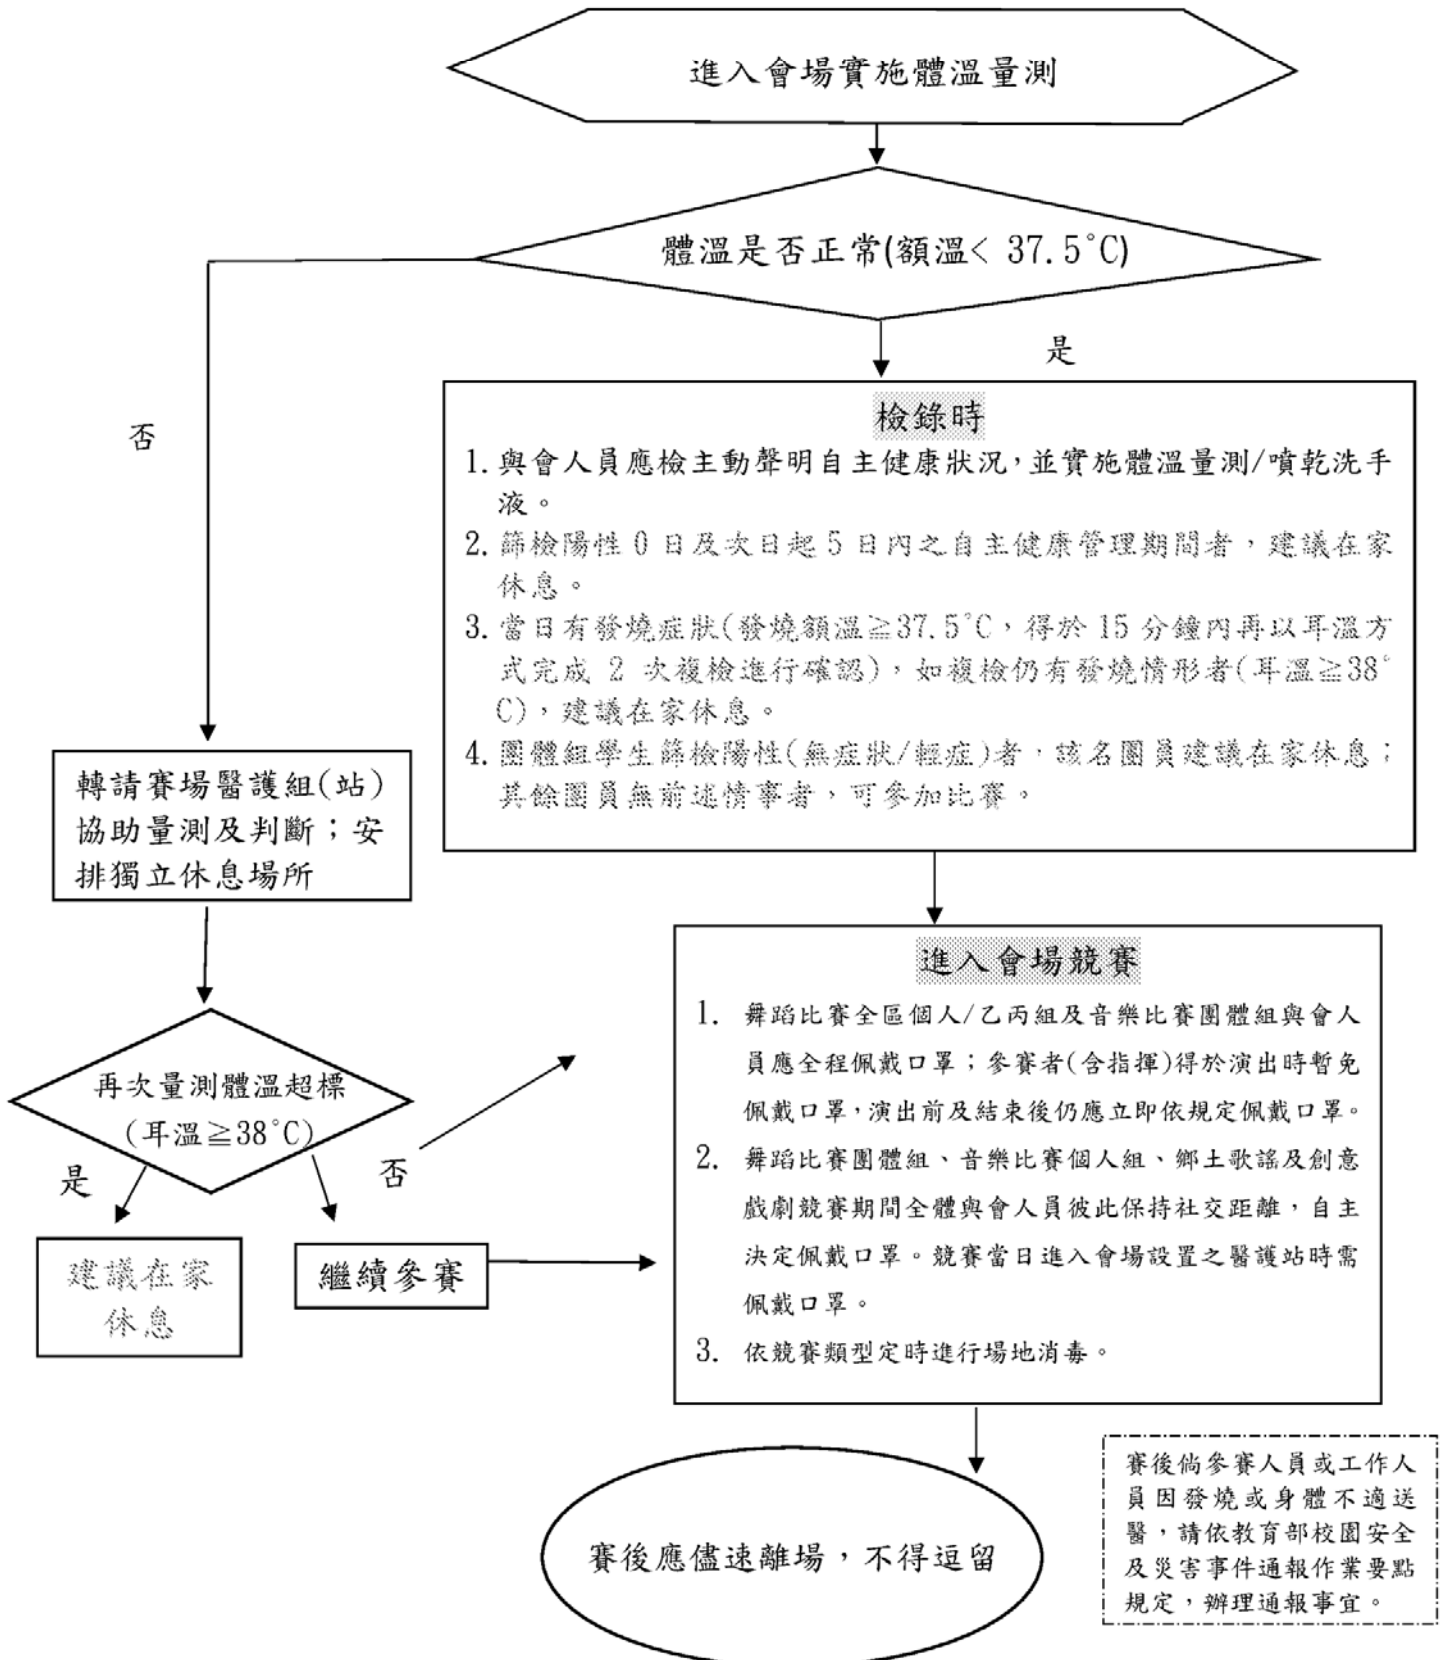 進入會場實施體溫量測
體溫是否正常(額溫< 37.5°C)
是
否
檢錄時
1. 與會人員應檢主動聲明自主健康狀況，並實施體溫量測/噴乾洗手
液。
2. 篩檢陽性 0 日及次日起 5 日內之自主健康管理期間者，建議在家
休息。
3. 當日有發燒症狀(發燒額溫≧37.5°C，得於 15 分鐘內再以耳溫方
式完成 2 次複檢進行確認)，如複檢仍有發燒情形者(耳溫≧38°
C)，建議在家休息。
4. 團體組學生篩檢陽性(無症狀/輕症)者，該名團員建議在家休息；
其餘團員無前述情事者，可參加比賽。
轉請賽場醫護組(站)
協助量測及判斷；安
排獨立休息場所
再次量測體溫超標
(耳溫≧38°C)
是
否
建議在家
休息
繼續參賽
進入會場競賽
1. 舞蹈比賽全區個人/乙丙組及音樂比賽團體組與會人
員應全程佩戴口罩；參賽者(含指揮)得於演出時暫免
佩戴口罩，演出前及結束後仍應立即依規定佩戴口罩。
2. 舞蹈比賽團體組、音樂比賽個人組、鄉土歌謠及創意
戲劇競賽期間全體與會人員彼此保持社交距離，自主
決定佩戴口罩。競賽當日進入會場設置之醫護站時需
佩戴口罩。
3. 依競賽類型定時進行場地消毒。
賽後應儘速離場，不得逗留
賽後倘參賽人員或工作人
員因發燒或身體不適送
醫，請依教育部校園安全
及災害事件通報作業要點
規定，辦理通報事宜。